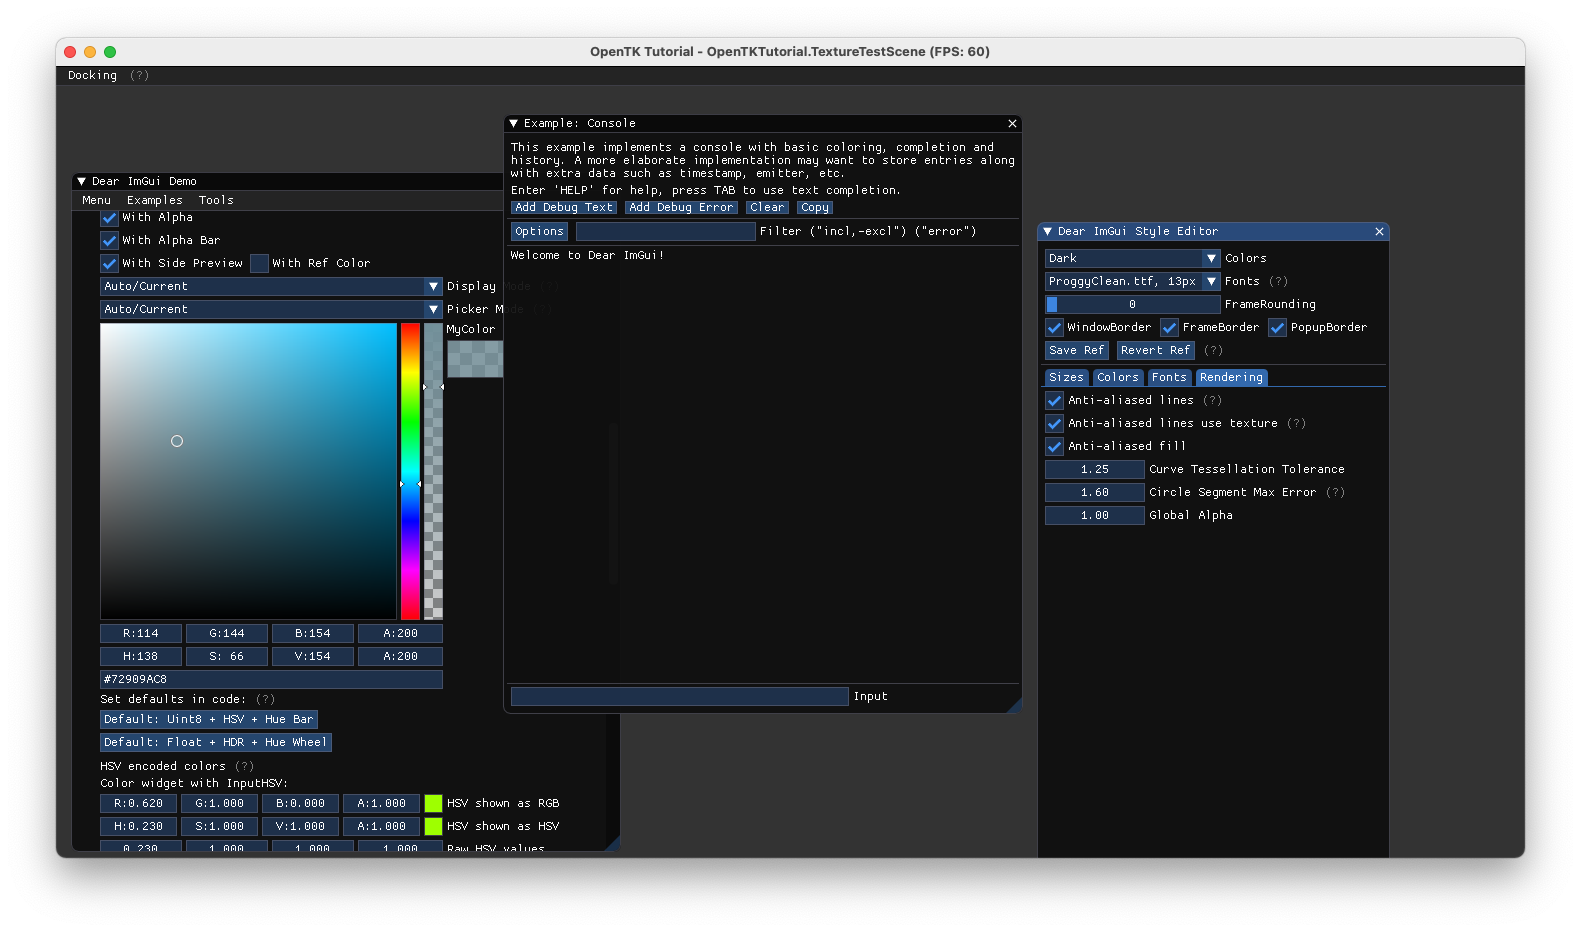 OpenTK Tutorial - OpenTKTutorial.TextureTestScene (FPS: 60)
Docking (?)
Dear ImGui Demo
Menu Examples Tools
With Alpha
With Alpha Bar
With Side Preview With Ref Color
Auto/Current Display Mode (?)
Auto/Current Picker Mode (?)
MyColor
R:114 G:144 B:154 A:200
H:138 S: 66 V:154 A:200
#72909AC8
Set defaults in code: (?)
Default: Uint8 + HSV + Hue Bar
Default: Float + HDR + Hue Wheel
HSV encoded colors (?)
Color widget with InputHSV:
R:0.620 G:1.000 B:0.000 A:1.000 HSV shown as RGB
H:0.230 S:1.000 V:1.000 A:1.000 HSV shown as HSV
0.230 1.000 1.000 1.000 Raw HSV values
Example: Console
This example implements a console with basic coloring, completion and
history. A more elaborate implementation may want to store entries along
with extra data such as timestamp, emitter, etc.
Enter 'HELP' for help, press TAB to use text completion.
Add Debug Text Add Debug Error Clear Copy
Options Filter ("incl,-excl") ("error")
Welcome to Dear ImGui!
Input
Dear ImGui Style Editor
Dark Colors
ProggyClean.ttf, 13px Fonts (?)
0 FrameRounding
WindowBorder FrameBorder PopupBorder
Save Ref Revert Ref (?)
Sizes Colors Fonts Rendering
Anti-aliased lines (?)
Anti-aliased lines use texture (?)
Anti-aliased fill
1.25 Curve Tessellation Tolerance
1.60 Circle Segment Max Error (?)
1.00 Global Alpha